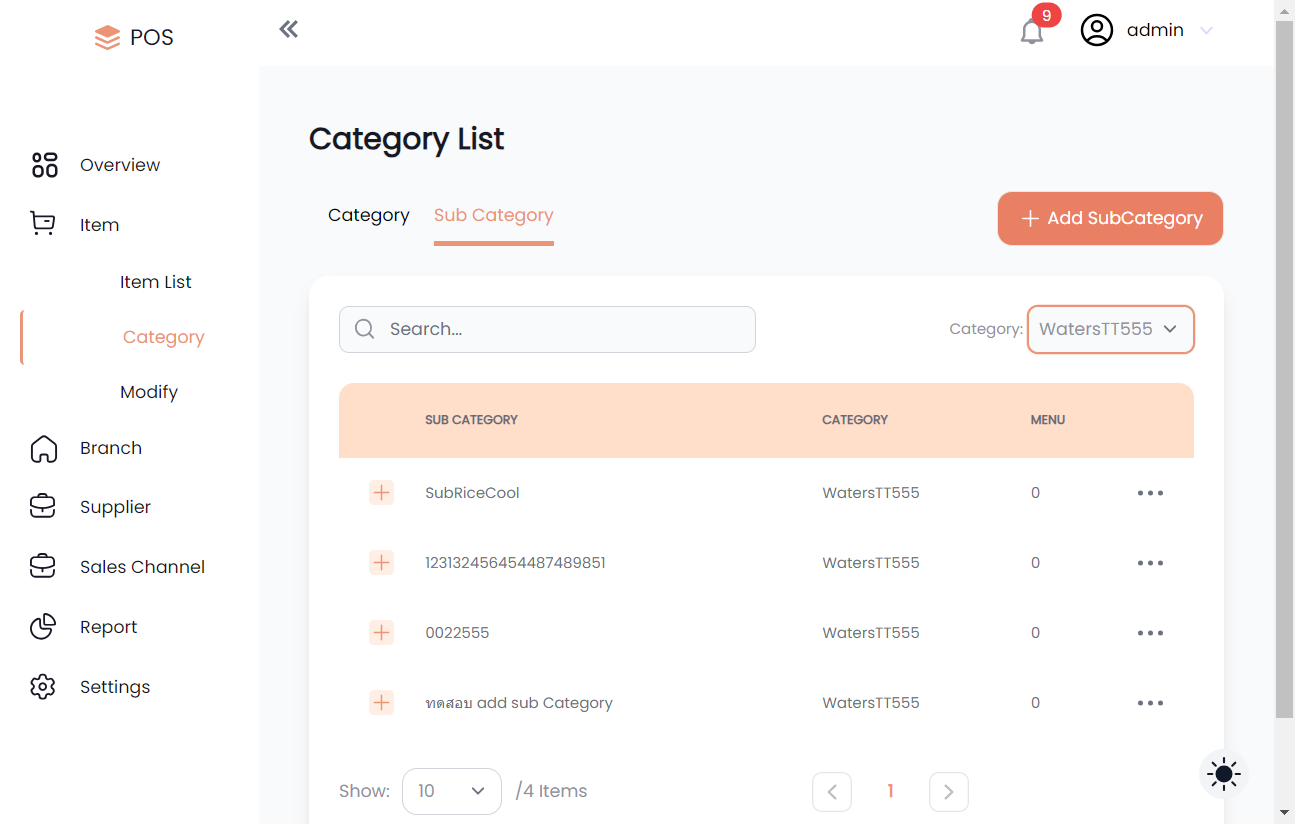 POS
9
admin
Overview
Item
Item List
Category
Modify
Branch
Supplier
Sales Channel
Report
Settings
Category List
Category Sub Category
Add SubCategory
Search...
Category: WatersTT555
SUB CATEGORY CATEGORY MENU
SubRiceCool WatersTT555 0
123132456454487489851 WatersTT555 0
0022555 WatersTT555 0
ทดสอบ add sub Category WatersTT555 0
Show: 10 /4 Items
1